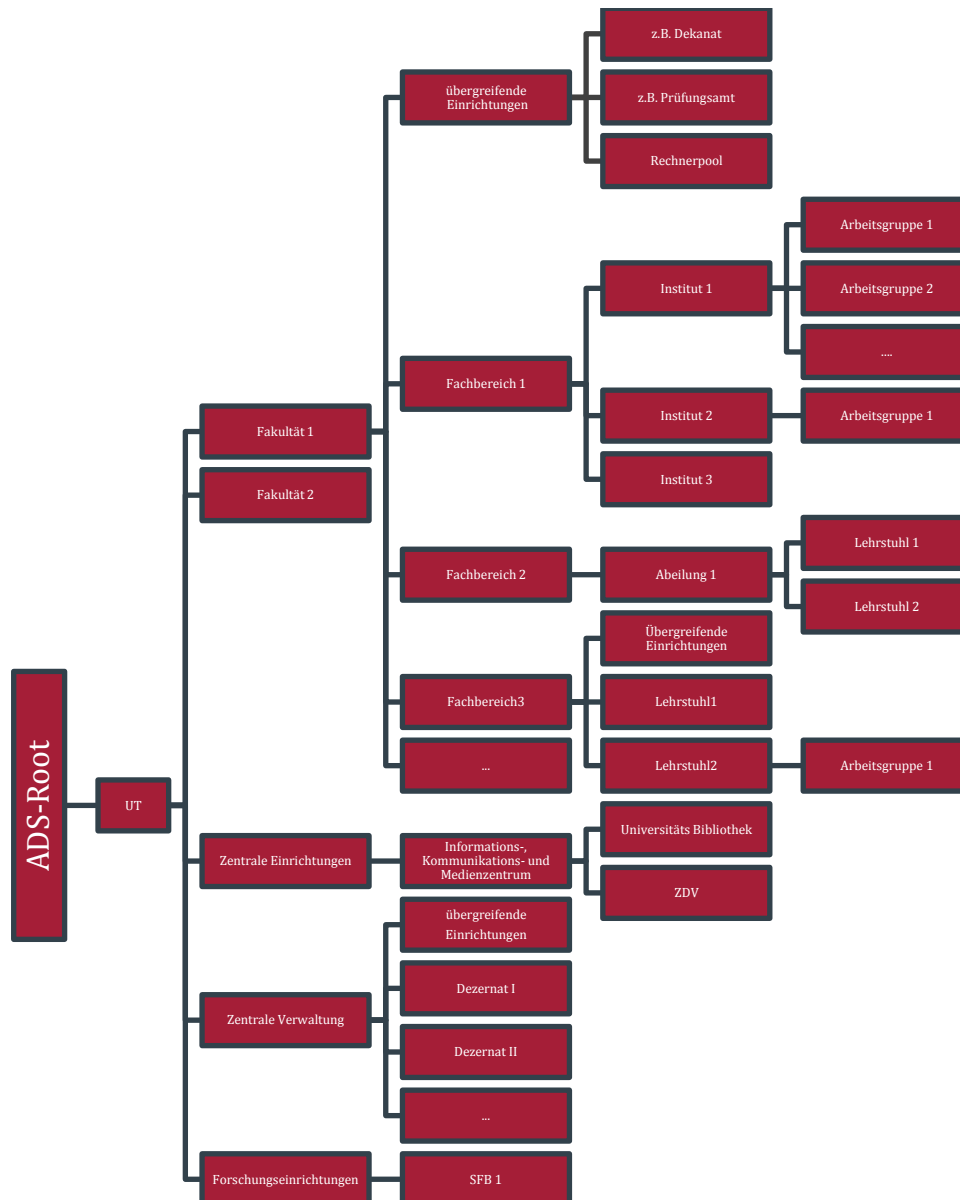 z.B. Dekanat
übergreifende
Einrichtungen
z.B. Prüfungsamt
Rechnerpool
Arbeitsgruppe 1
Institut 1
Arbeitsgruppe 2
....
Fachbereich 1
Institut 2
Arbeitsgruppe 1
Fakultät 1
Institut 3
Fakultät 2
Lehrstuhl 1
Fachbereich 2
Abeilung 1
Lehrstuhl 2
Übergreifende
Einrichtungen
Fachbereich3
Lehrstuhl1
...
Lehrstuhl2
Arbeitsgruppe 1
ADS-Root
UT
Universitäts Bibliothek
Zentrale Einrichtungen
Informations-,
Kommunikations- und
Medienzentrum
ZDV
übergreifende
Einrichtungen
Dezernat I
Zentrale Verwaltung
Dezernat II
...
Forschungseinrichtungen
SFB 1